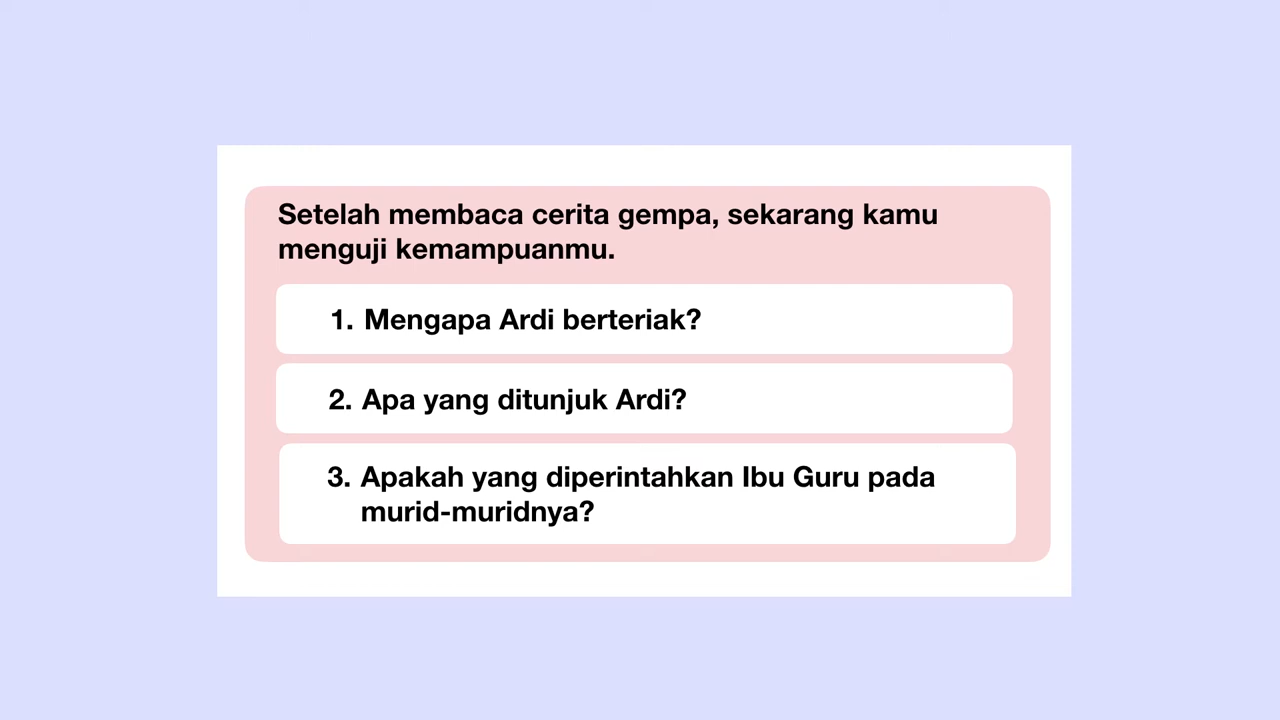 Setelah membaca cerita gempa, sekarang kamu
menguji kemampuanmu.
1. Mengapa Ardi berteriak?
2. Apa yang ditunjuk Ardi?
3. Apakah yang diperintahkan Ibu Guru pada
murid-muridnya?